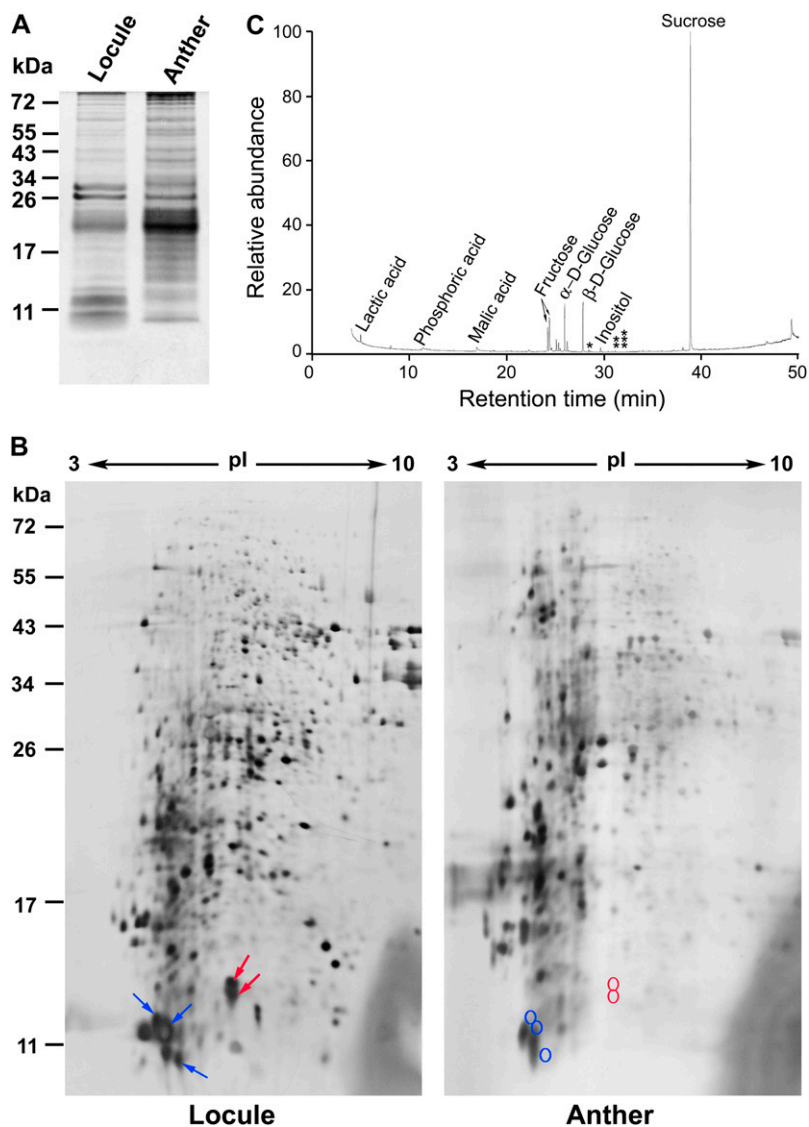 A
Locule
Anther
kDa
72
55
43
34
26
17
11
C
Relative abundance
100
80
60
40
20
10
0
Lactic acid
Phosphoric acid
Malic acid
Fructose
α–D-Glucose
β-D-Glucose
*
Inositol
**
***
Sucrose
0
10
20
30
40
50
Retention time (min)
B
3
pI
10
3
pI
10
kDa
72
55
43
34
26
17
11
Locule
Anther